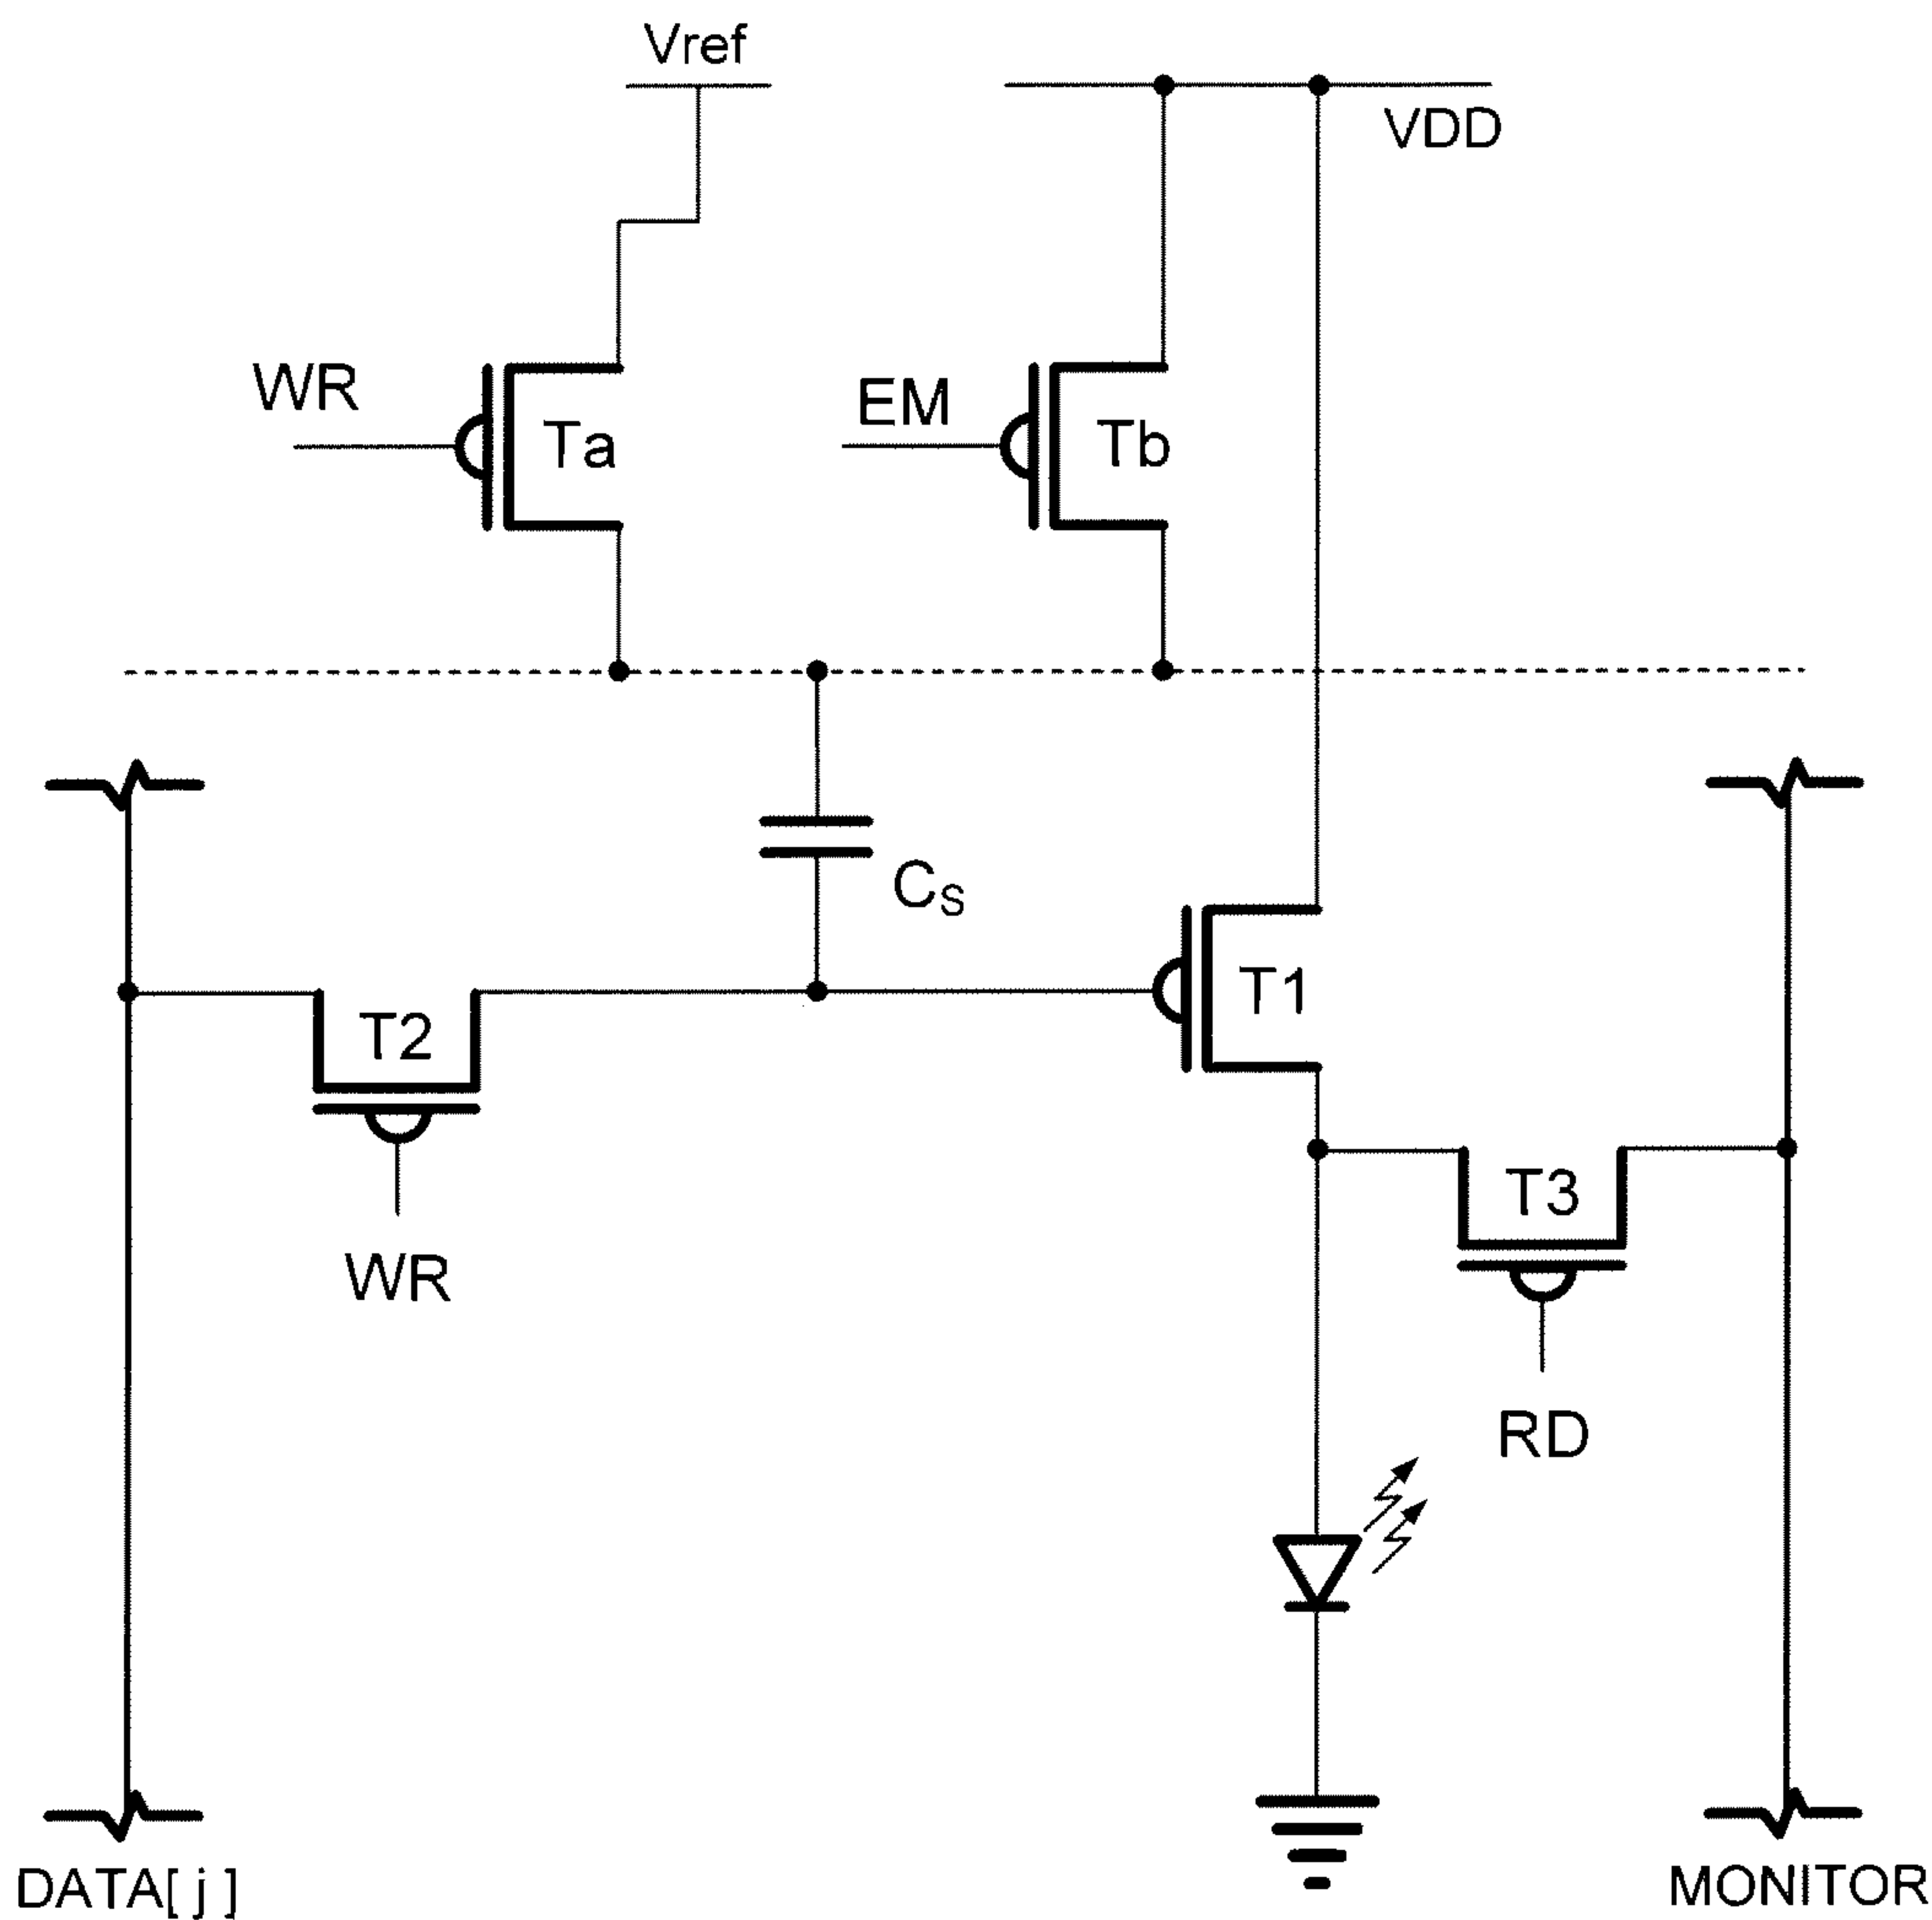 Vref
VDD
WR
Ta
EM
Tb
CS
T1
T2
WR
T3
RD
DATA[ j ]
MONITOR